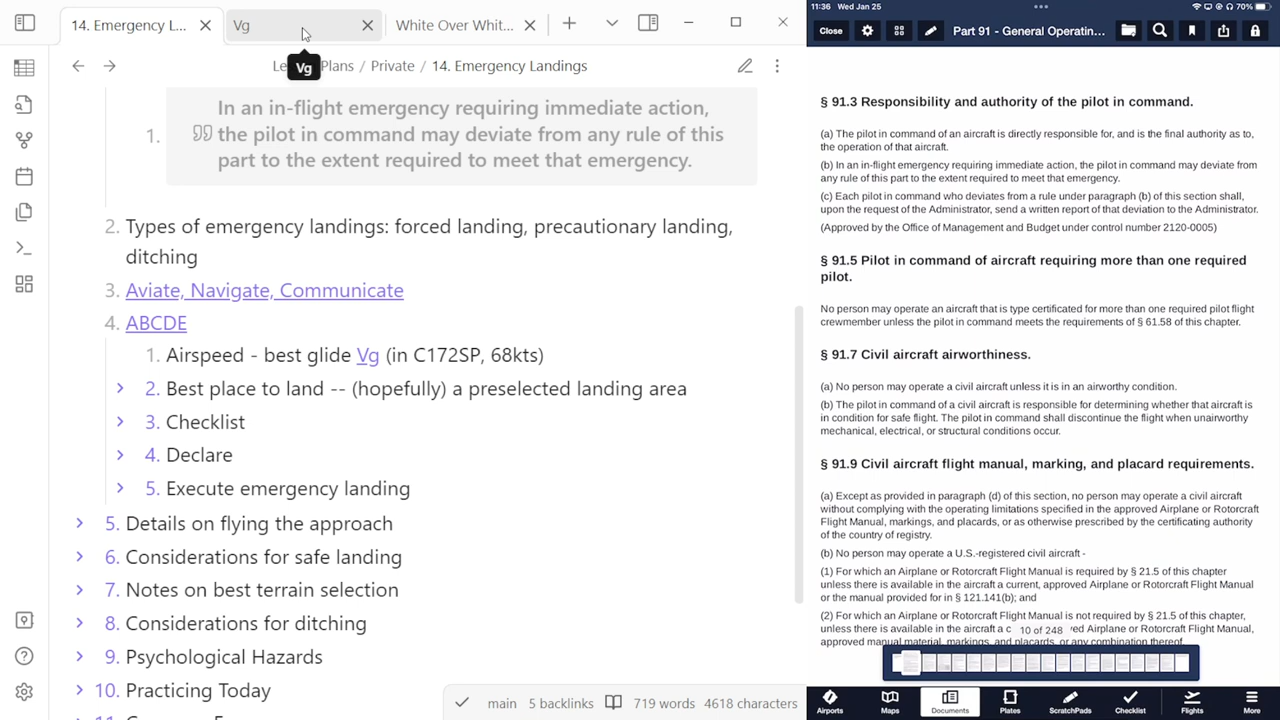 14. Emergency L...
Vg
White Over Whit...
Vg
Le
Plans / Private / 14. Emergency Landings
1.
In an in-flight emergency requiring immediate action,
the pilot in command may deviate from any rule of this
part to the extent required to meet that emergency.
2. Types of emergency landings: forced landing, precautionary landing,
ditching
3. Aviate, Navigate, Communicate
4. ABCDE
1. Airspeed - best glide Vg (in C172SP, 68kts)
2. Best place to land -- (hopefully) a preselected landing area
3. Checklist
4. Declare
5. Execute emergency landing
5. Details on flying the approach
6. Considerations for safe landing
7. Notes on best terrain selection
8. Considerations for ditching
9. Psychological Hazards
10. Practicing Today
main 5 backlinks 719 words 4618 characters
11:36 Wed Jan 25 70%
Close Part 91 - General Operatin...
§ 91.3 Responsibility and authority of the pilot in command.
(a) The pilot in command of an aircraft is directly responsible for, and is the final authority as to,
the operation of that aircraft.
(b) In an in-flight emergency requiring immediate action, the pilot in command may deviate from
any rule of this part to the extent required to meet that emergency.
(c) Each pilot in command who deviates from a rule under paragraph (b) of this section shall,
upon the request of the Administrator, send a written report of that deviation to the Administrator.
(Approved by the Office of Management and Budget under control number 2120-0005)
§ 91.5 Pilot in command of aircraft requiring more than one required
pilot.
No person may operate an aircraft that is type certificated for more than one required pilot flight
crewmember unless the pilot in command meets the requirements of § 61.58 of this chapter.
§ 91.7 Civil aircraft airworthiness.
(a) No person may operate a civil aircraft unless it is in an airworthy condition.
(b) The pilot in command of a civil aircraft is responsible for determining whether that aircraft is
in condition for safe flight. The pilot in command shall discontinue the flight when unairworthy
mechanical, electrical, or structural conditions occur.
§ 91.9 Civil aircraft flight manual, marking, and placard requirements.
(a) Except as provided in paragraph (d) of this section, no person may operate a civil aircraft
without complying with the operating limitations specified in the approved Airplane or Rotorcraft
Flight Manual, markings, and placards, or as otherwise prescribed by the certificating authority
of the country of registry.
(b) No person may operate a U.S.-registered civil aircraft -
(1) For which an Airplane or Rotorcraft Flight Manual is required by § 21.5 of this chapter
unless there is available in the aircraft a current, approved Airplane or Rotorcraft Flight Manual
or the manual provided for in § 121.141(b); and
(2) For which an Airplane or Rotorcraft Flight Manual is not required by § 21.5 of this chapter,
unless there is available in the aircraft a c 10 of 248 ved Airplane or Rotorcraft Flight Manual,
approved manual material, markings, and placards, or any combination thereof.
Airports Maps Documents Plates ScratchPads Checklist Flights More